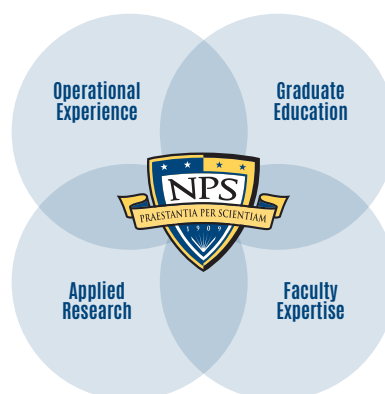 Operational
Experience
Graduate
Education
NPS
PRAESTANTIA PER SCIENTIAM
1909
Applied
Research
Faculty
Expertise